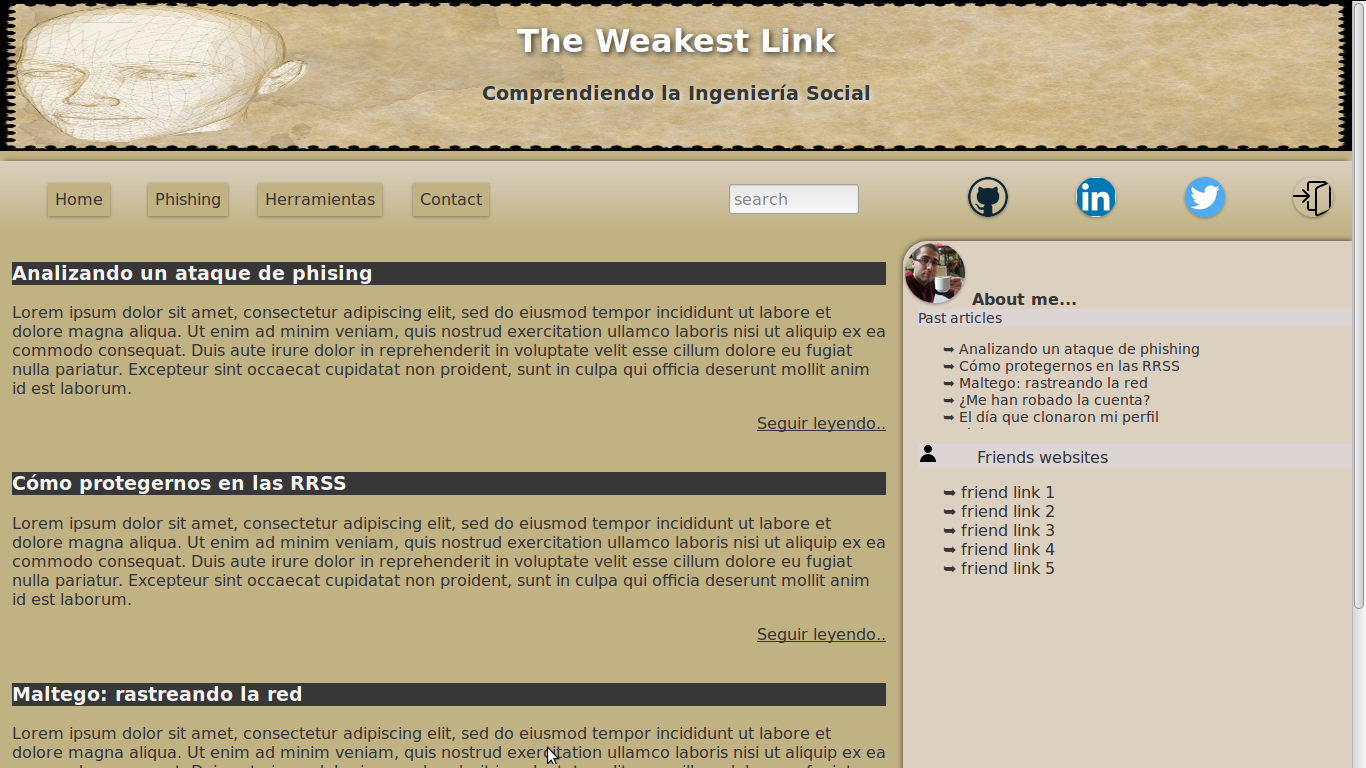 The Weakest Link
Comprendiendo la Ingeniería Social
Home Phishing Herramientas Contact search
Analizando un ataque de phising
Lorem ipsum dolor sit amet, consectetur adipiscing elit, sed do eiusmod tempor incididunt ut labore et
dolore magna aliqua. Ut enim ad minim veniam, quis nostrud exercitation ullamco laboris nisi ut aliquip ex ea
commodo consequat. Duis aute irure dolor in reprehenderit in voluptate velit esse cillum dolore eu fugiat
nulla pariatur. Excepteur sint occaecat cupidatat non proident, sunt in culpa qui officia deserunt mollit anim
id est laborum.
Seguir leyendo..
Cómo protegernos en las RRSS
Lorem ipsum dolor sit amet, consectetur adipiscing elit, sed do eiusmod tempor incididunt ut labore et
dolore magna aliqua. Ut enim ad minim veniam, quis nostrud exercitation ullamco laboris nisi ut aliquip ex ea
commodo consequat. Duis aute irure dolor in reprehenderit in voluptate velit esse cillum dolore eu fugiat
nulla pariatur. Excepteur sint occaecat cupidatat non proident, sunt in culpa qui officia deserunt mollit anim
id est laborum.
Seguir leyendo..
Maltego: rastreando la red
Lorem ipsum dolor sit amet, consectetur adipiscing elit, sed do eiusmod tempor incididunt ut labore et
dolore magna aliqua. Ut enim ad minim veniam, quis nostrud exercitation ullamco laboris nisi ut aliquip ex ea
About me...
Past articles
➥ Analizando un ataque de phishing
➥ Cómo protegernos en las RRSS
➥ Maltego: rastreando la red
➥ ¿Me han robado la cuenta?
➥ El día que clonaron mi perfil
Friends websites
➥ friend link 1
➥ friend link 2
➥ friend link 3
➥ friend link 4
➥ friend link 5